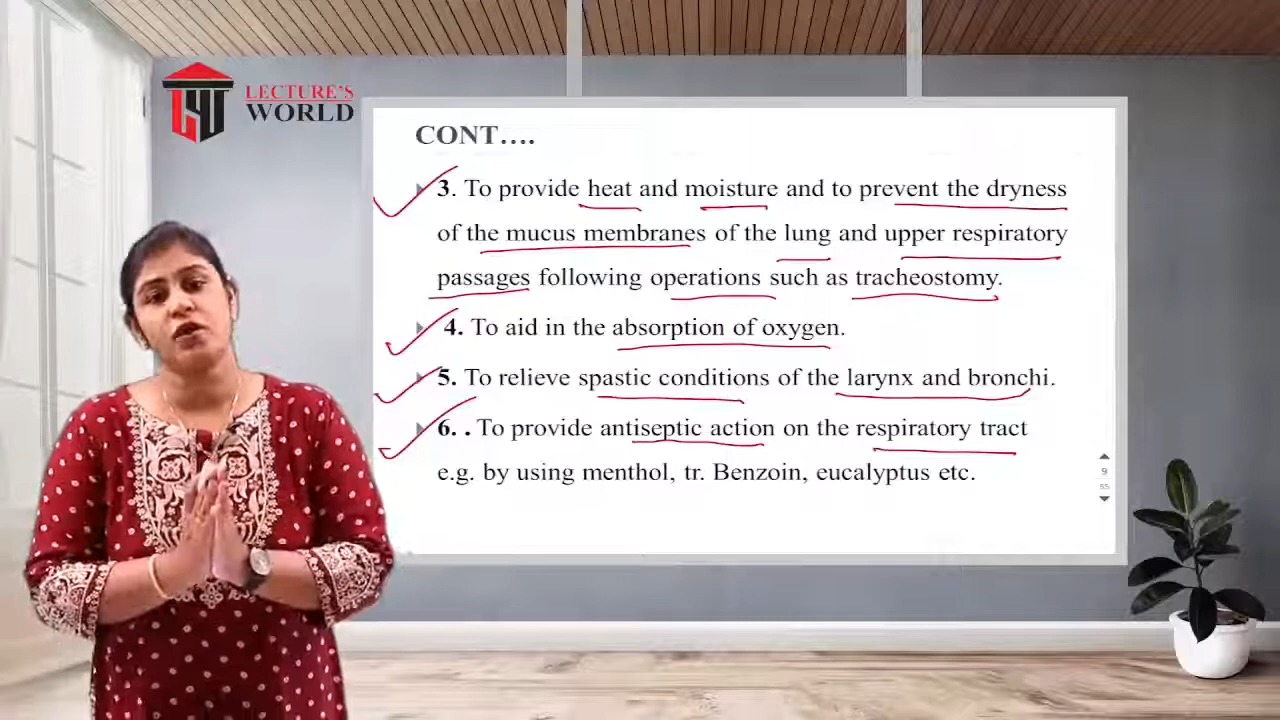 LECTURE'S
WORLD
CONT....
3. To provide heat and moisture and to prevent the dryness
of the mucus membranes of the lung and upper respiratory
passages following operations such as tracheostomy.
4. To aid in the absorption of oxygen.
5. To relieve spastic conditions of the larynx and bronchi.
6. . To provide antiseptic action on the respiratory tract
e.g. by using menthol, tr. Benzoin, eucalyptus etc.
9
55